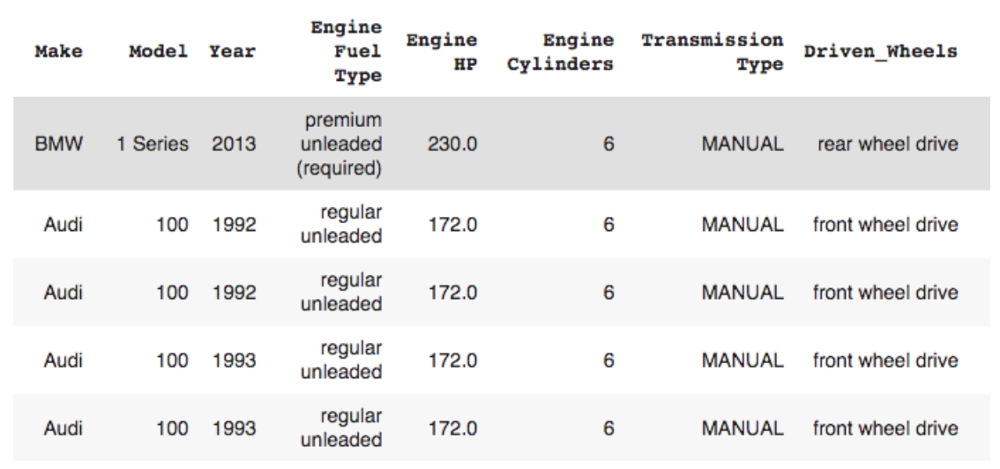 Make Model Year Engine Fuel Type Engine HP Engine Cylinders Transmission Type Driven_Wheels
BMW 1 Series 2013 premium unleaded (required) 230.0 6 MANUAL rear wheel drive
Audi 100 1992 regular unleaded 172.0 6 MANUAL front wheel drive
Audi 100 1992 regular unleaded 172.0 6 MANUAL front wheel drive
Audi 100 1993 regular unleaded 172.0 6 MANUAL front wheel drive
Audi 100 1993 regular unleaded 172.0 6 MANUAL front wheel drive